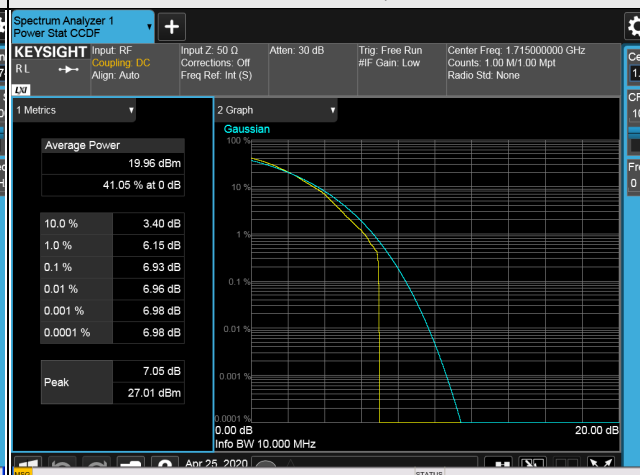 Spectrum Analyzer 1
Power Stat CCDF
KEYSIGHT
RL
LXI
Input: RF
Coupling: DC
Align: Auto
Input Z: 50 Ω
Corrections: Off
Freq Ref: Int (S)
Atten: 30 dB
Trig: Free Run
#IF Gain: Low
Center Freq: 1.715000000 GHz
Counts: 1.00 M/1.00 Mpt
Radio Std: None
1 Metrics
Average Power
19.96 dBm
41.05 % at 0 dB
10.0 % 3.40 dB
1.0 % 6.15 dB
0.1 % 6.93 dB
0.01 % 6.96 dB
0.001 % 6.98 dB
0.0001 % 6.98 dB
Peak
7.05 dB
27.01 dBm
2 Graph
Gaussian
100 %
10 %
1 %
0.1 %
0.01 %
0.001 %
0.0001 %
0.00 dB 20.00 dB
Info BW 10.000 MHz
Apr 25, 2020
MSG
STATUS